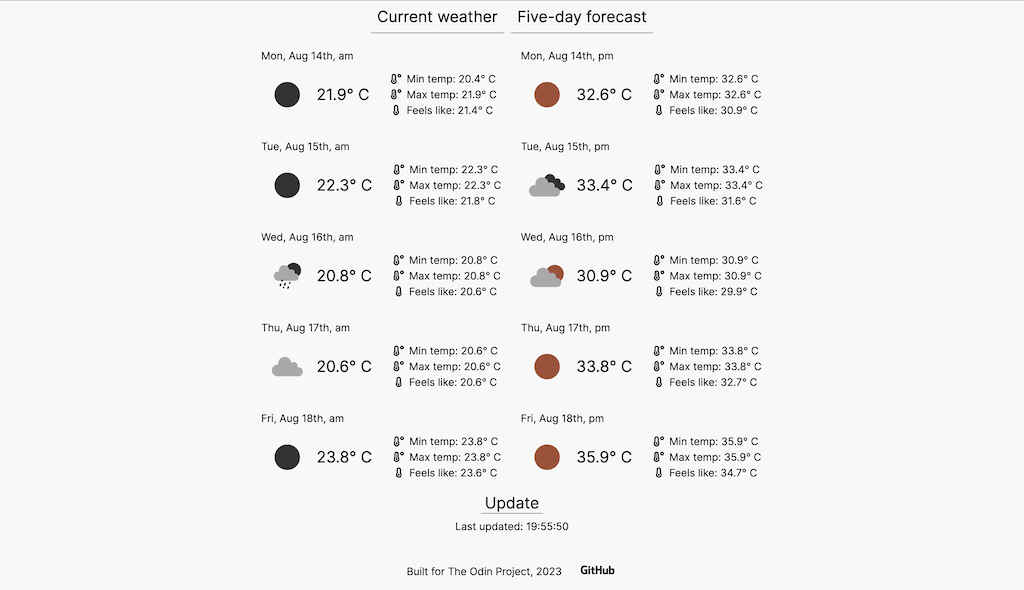 Current weather Five-day forecast
Mon, Aug 14th, am
21.9° C
Min temp: 20.4° C
Max temp: 21.9° C
Feels like: 21.4° C
Mon, Aug 14th, pm
32.6° C
Min temp: 32.6° C
Max temp: 32.6° C
Feels like: 30.9° C
Tue, Aug 15th, am
22.3° C
Min temp: 22.3° C
Max temp: 22.3° C
Feels like: 21.8° C
Tue, Aug 15th, pm
33.4° C
Min temp: 33.4° C
Max temp: 33.4° C
Feels like: 31.6° C
Wed, Aug 16th, am
20.8° C
Min temp: 20.8° C
Max temp: 20.8° C
Feels like: 20.6° C
Wed, Aug 16th, pm
30.9° C
Min temp: 30.9° C
Max temp: 30.9° C
Feels like: 29.9° C
Thu, Aug 17th, am
20.6° C
Min temp: 20.6° C
Max temp: 20.6° C
Feels like: 20.6° C
Thu, Aug 17th, pm
33.8° C
Min temp: 33.8° C
Max temp: 33.8° C
Feels like: 32.7° C
Fri, Aug 18th, am
23.8° C
Min temp: 23.8° C
Max temp: 23.8° C
Feels like: 23.6° C
Fri, Aug 18th, pm
35.9° C
Min temp: 35.9° C
Max temp: 35.9° C
Feels like: 34.7° C
Update
Last updated: 19:55:50
Built for The Odin Project, 2023 GitHub